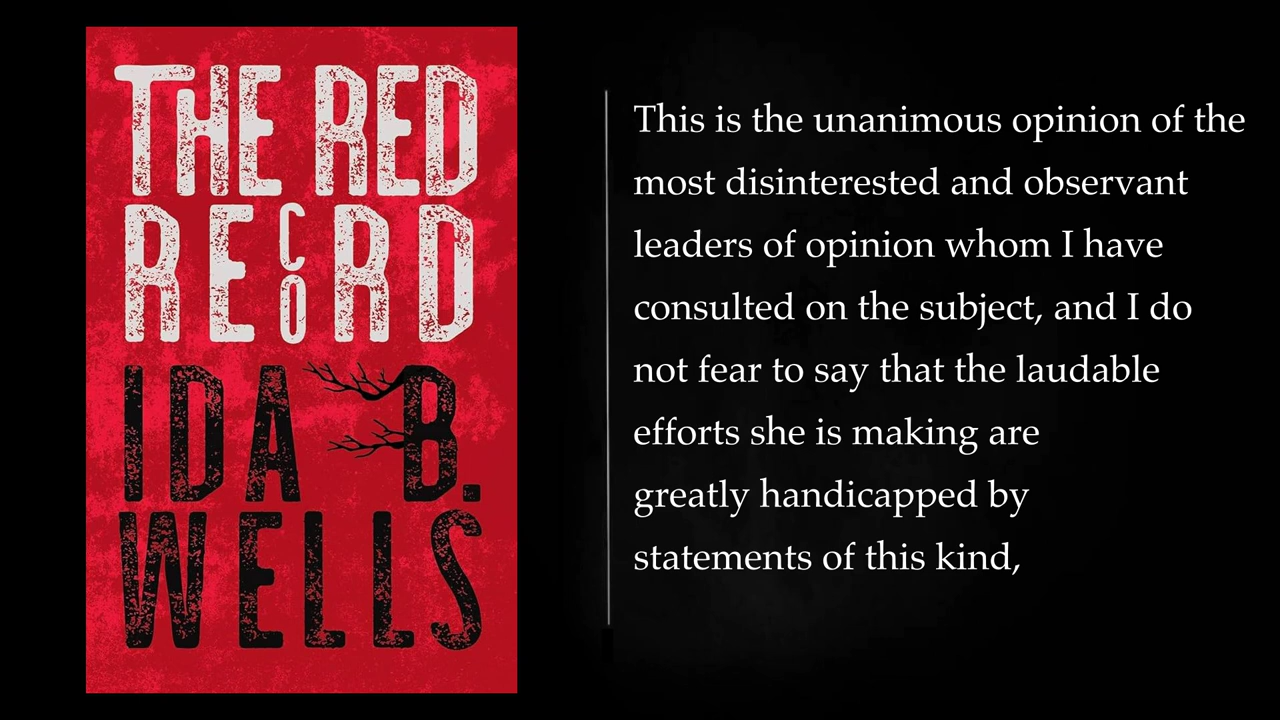 THE RED
RECORD
IDA B.
WELLS
This is the unanimous opinion of the
most disinterested and observant
leaders of opinion whom I have
consulted on the subject, and I do
not fear to say that the laudable
efforts she is making are
greatly handicapped by
statements of this kind,